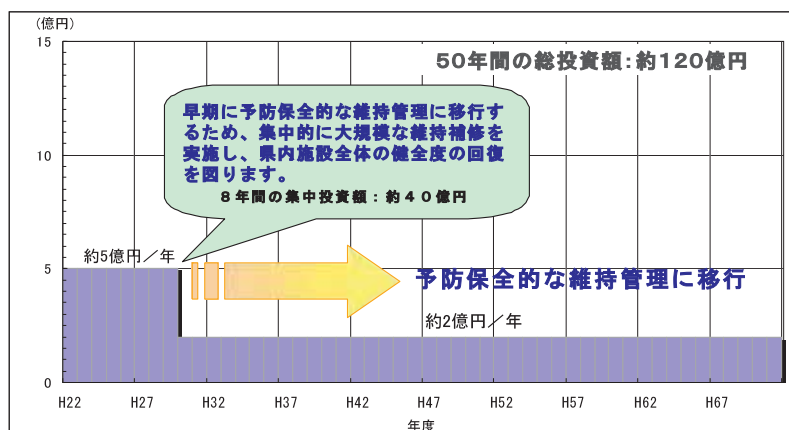 (億円)
15
50年間の総投資額:約120億円
早期に予防保全的な維持管理に移行す
るため、集中的に大規模な維持補修を
実施し、県内施設全体の健全度の回復
を図ります。
8年間の集中投資額:約40億円
10
約5億円/年
5
予防保全的な維持管理に移行
約2億円/年
0
H22 H27 H32 H37 H42 H47 H52 H57 H62 H67
年度